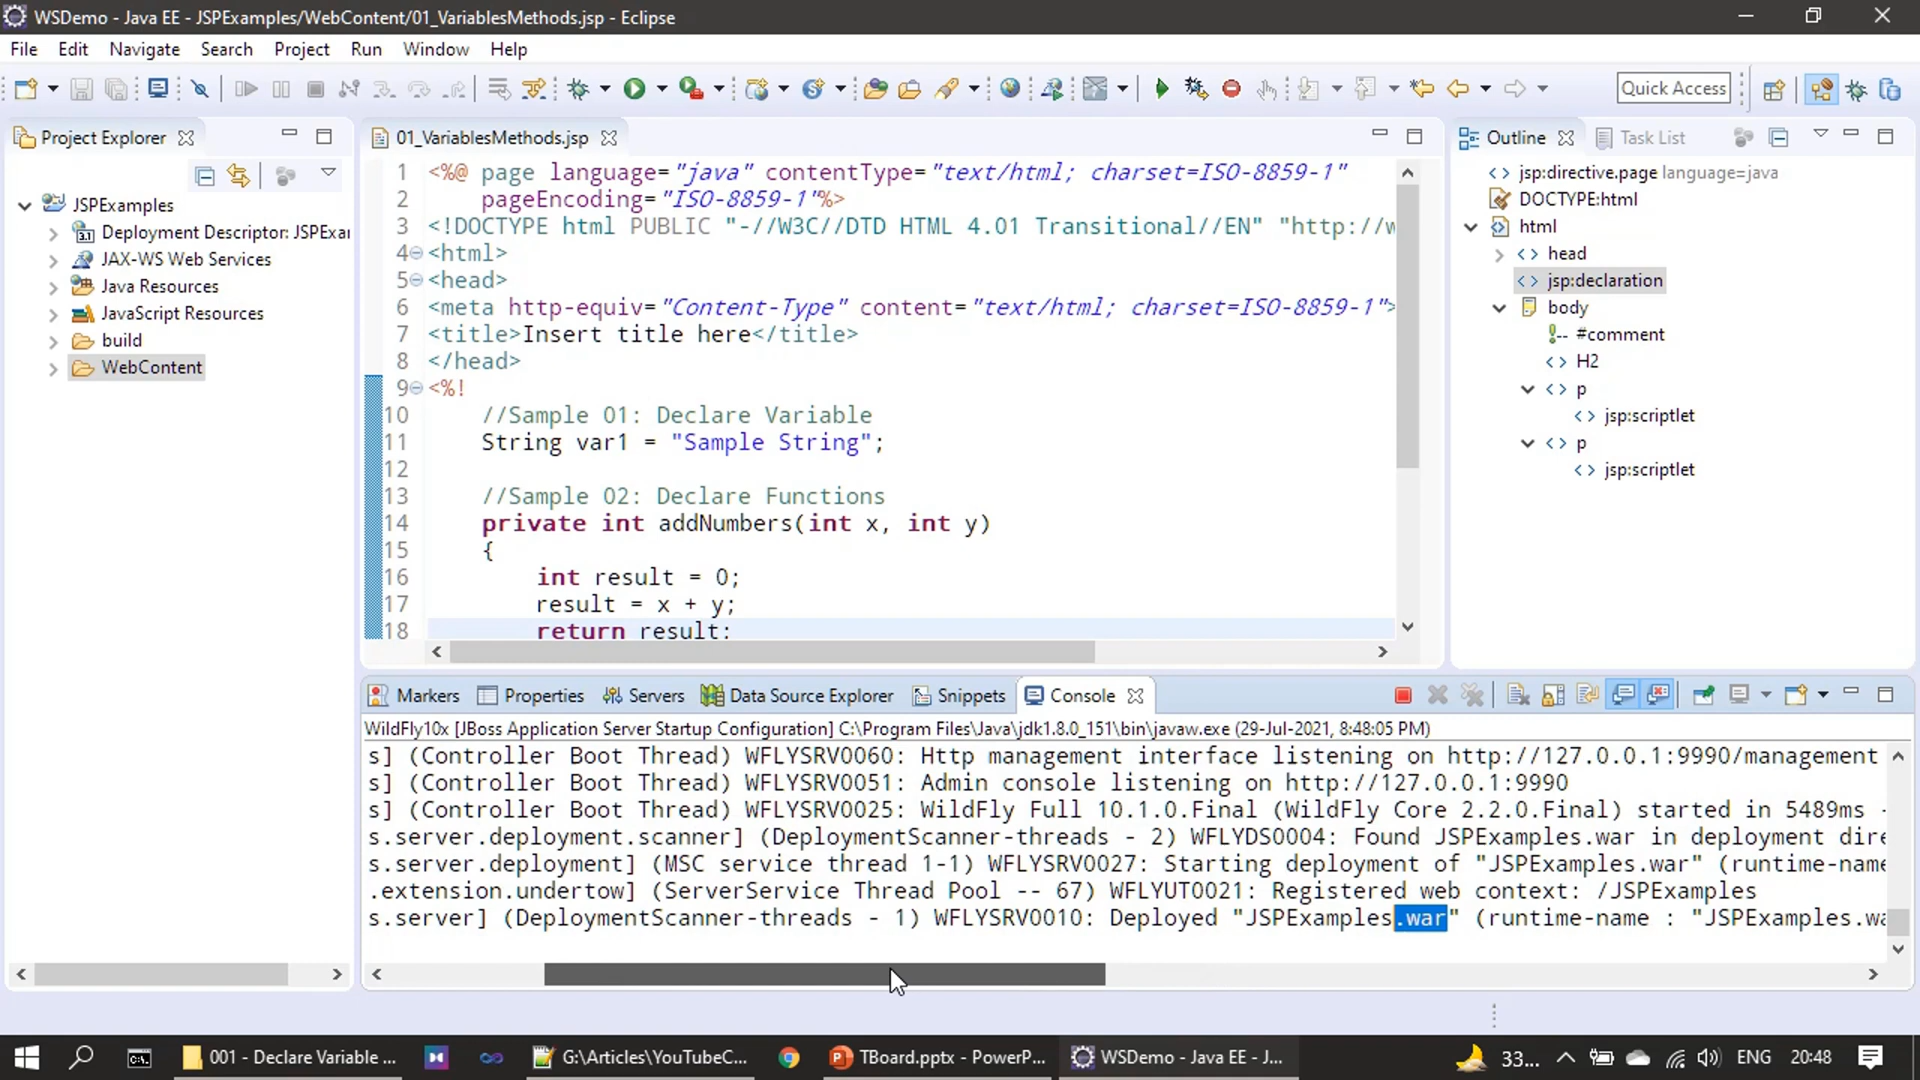 WSDemo - Java EE - JSPExamples/WebContent/01_VariablesMethods.jsp - Eclipse
File Edit Navigate Search Project Run Window Help
Quick Access
Project Explorer
JSPExamples
Deployment Descriptor: JSPExar
JAX-WS Web Services
Java Resources
JavaScript Resources
build
WebContent
01_VariablesMethods.jsp
1 <%@ page language="java" contentType="text/html; charset=ISO-8859-1"
2 pageEncoding="ISO-8859-1"%>
3 <!DOCTYPE html PUBLIC "-//W3C//DTD HTML 4.01 Transitional//EN" "http://w
4 <html>
5 <head>
6 <meta http-equiv="Content-Type" content="text/html; charset=ISO-8859-1">
7 <title>Insert title here</title>
8 </head>
9 <%!
10 //Sample 01: Declare Variable
11 String var1 = "Sample String";
12
13 //Sample 02: Declare Functions
14 private int addNumbers(int x, int y)
15 {
16 int result = 0;
17 result = x + y;
18 return result;
Outline Task List
jsp:directive.page language=java
DOCTYPE:html
html
head
jsp:declaration
body
#comment
H2
p
jsp:scriptlet
p
jsp:scriptlet
Markers Properties Servers Data Source Explorer Snippets Console
WildFly10x [JBoss Application Server Startup Configuration] C:\Program Files\Java\jdk1.8.0_151\bin\javaw.exe (29-Jul-2021, 8:48:05 PM)
s] (Controller Boot Thread) WFLYSRV0060: Http management interface listening on http://127.0.0.1:9990/management
s] (Controller Boot Thread) WFLYSRV0051: Admin console listening on http://127.0.0.1:9990
s] (Controller Boot Thread) WFLYSRV0025: WildFly Full 10.1.0.Final (WildFly Core 2.2.0.Final) started in 5489ms -
s.server.deployment.scanner] (DeploymentScanner-threads - 2) WFLYDS0004: Found JSPExamples.war in deployment dire
s.server.deployment] (MSC service thread 1-1) WFLYSRV0027: Starting deployment of "JSPExamples.war" (runtime-name
.extension.undertow] (ServerService Thread Pool -- 67) WFLYUT0021: Registered web context: /JSPExamples
s.server] (DeploymentScanner-threads - 1) WFLYSRV0010: Deployed "JSPExamples.war" (runtime-name : "JSPExamples.wa
001 - Declare Variable ... G:\Articles\YouTubeC... TBoard.pptx - PowerP... WSDemo - Java EE - J... 33... ENG 20:48